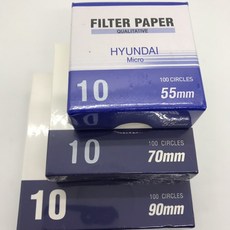 FILTER PAPER
QUALITATIVE
HYUNDAI
Micro
10
100 CIRCLES
55mm
10
100 CIRCLES
70mm
10
100 CIRCLES
90mm